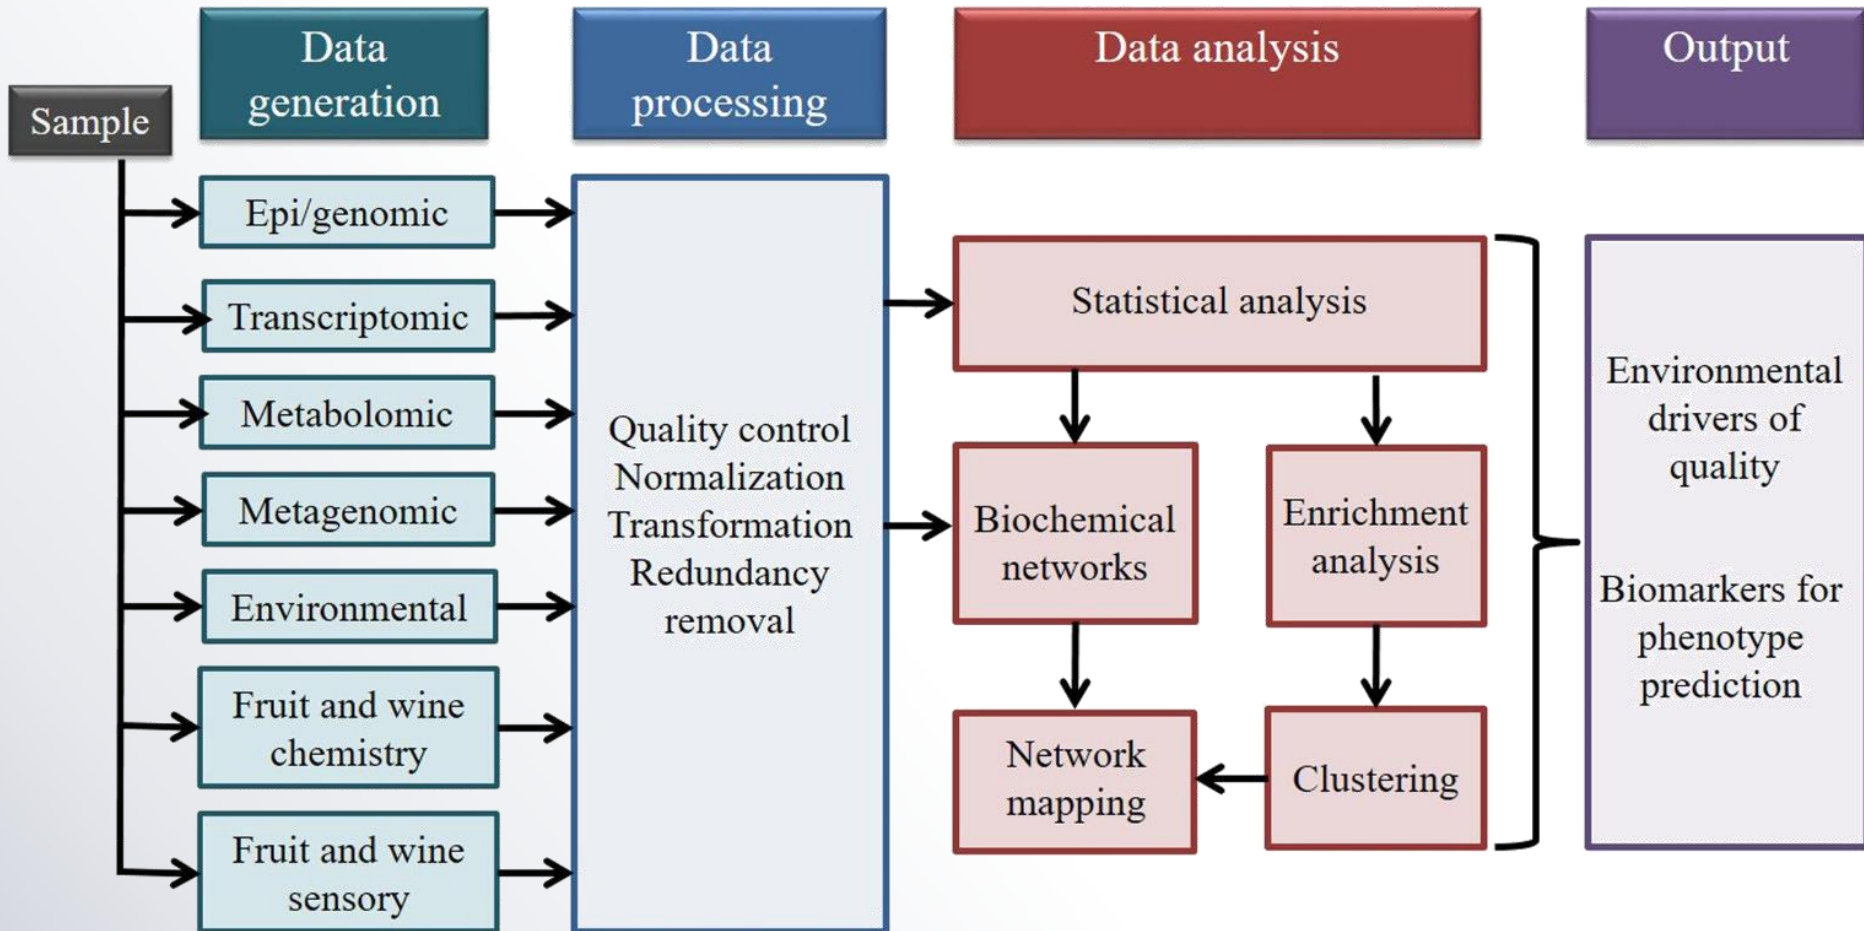 Sample
Data
generation
Data
processing
Data analysis
Output
Epi/genomic
Transcriptomic
Metabolomic
Metagenomic
Environmental
Fruit and wine
chemistry
Fruit and wine
sensory
Quality control
Normalization
Transformation
Redundancy
removal
Statistical analysis
Biochemical
networks
Enrichment
analysis
Network
mapping
Clustering
Environmental
drivers of
quality
Biomarkers for
phenotype
prediction